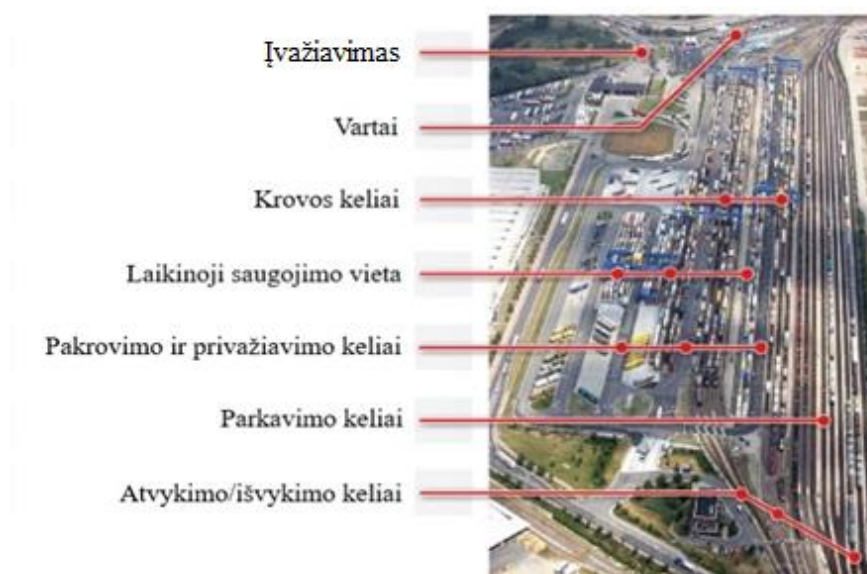 Įvažiavimas
Vartai
Krovos keliai
Laikinoji saugojimo vieta
Pakrovimo ir privažiavimo keliai
Parkavimo keliai
Atvykimo/išvykimo keliai